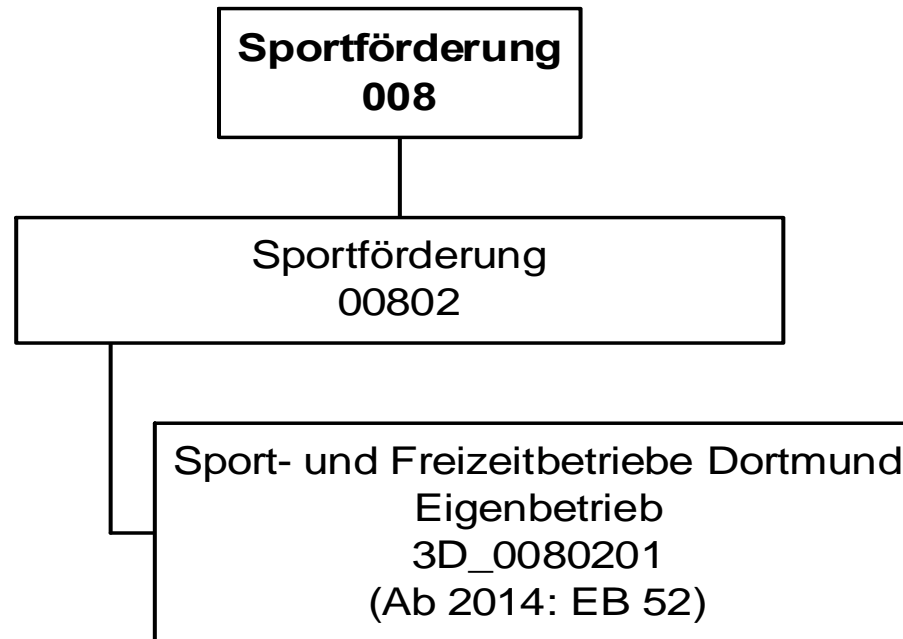 Sportförderung
008
Sportförderung
00802
Sport- und Freizeitbetriebe Dortmund
Eigenbetrieb
3D_0080201
(Ab 2014: EB 52)